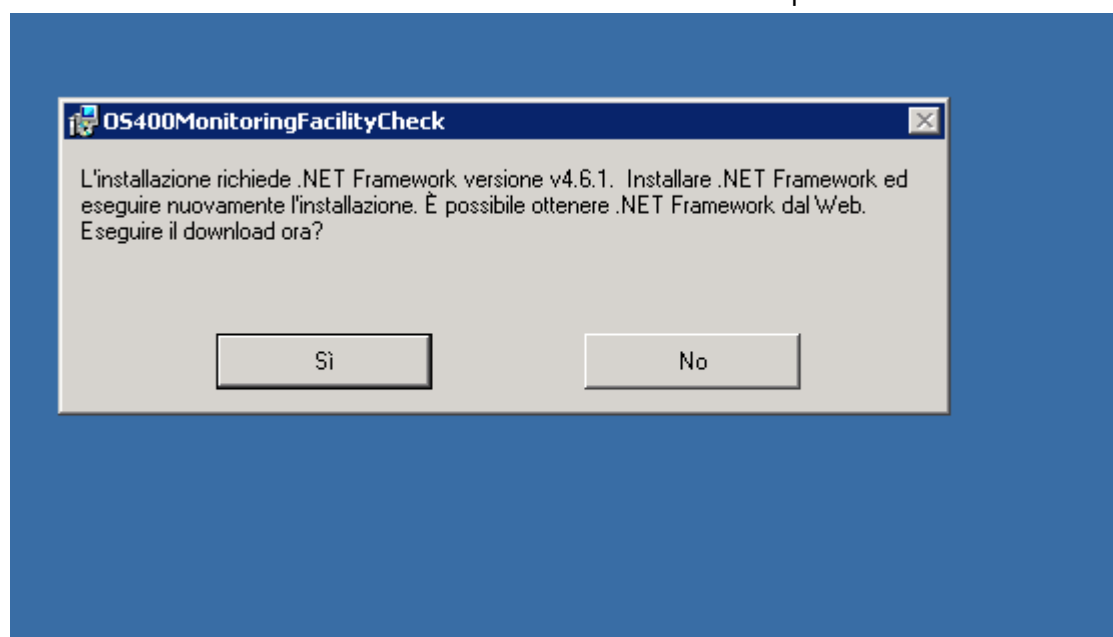 OS400MonitoringFacilityCheck
L'installazione richiede .NET Framework versione v4.6.1.  Installare .NET Framework ed
eseguire nuovamente l'installazione. È possibile ottenere .NET Framework dal Web.
Eseguire il download ora?
Sì
No